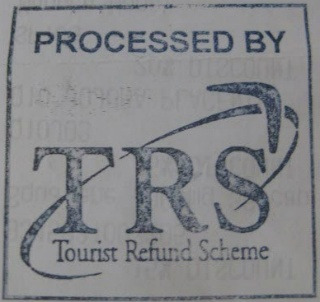 PROCESSED BY
TRS
Tourist Refund Scheme